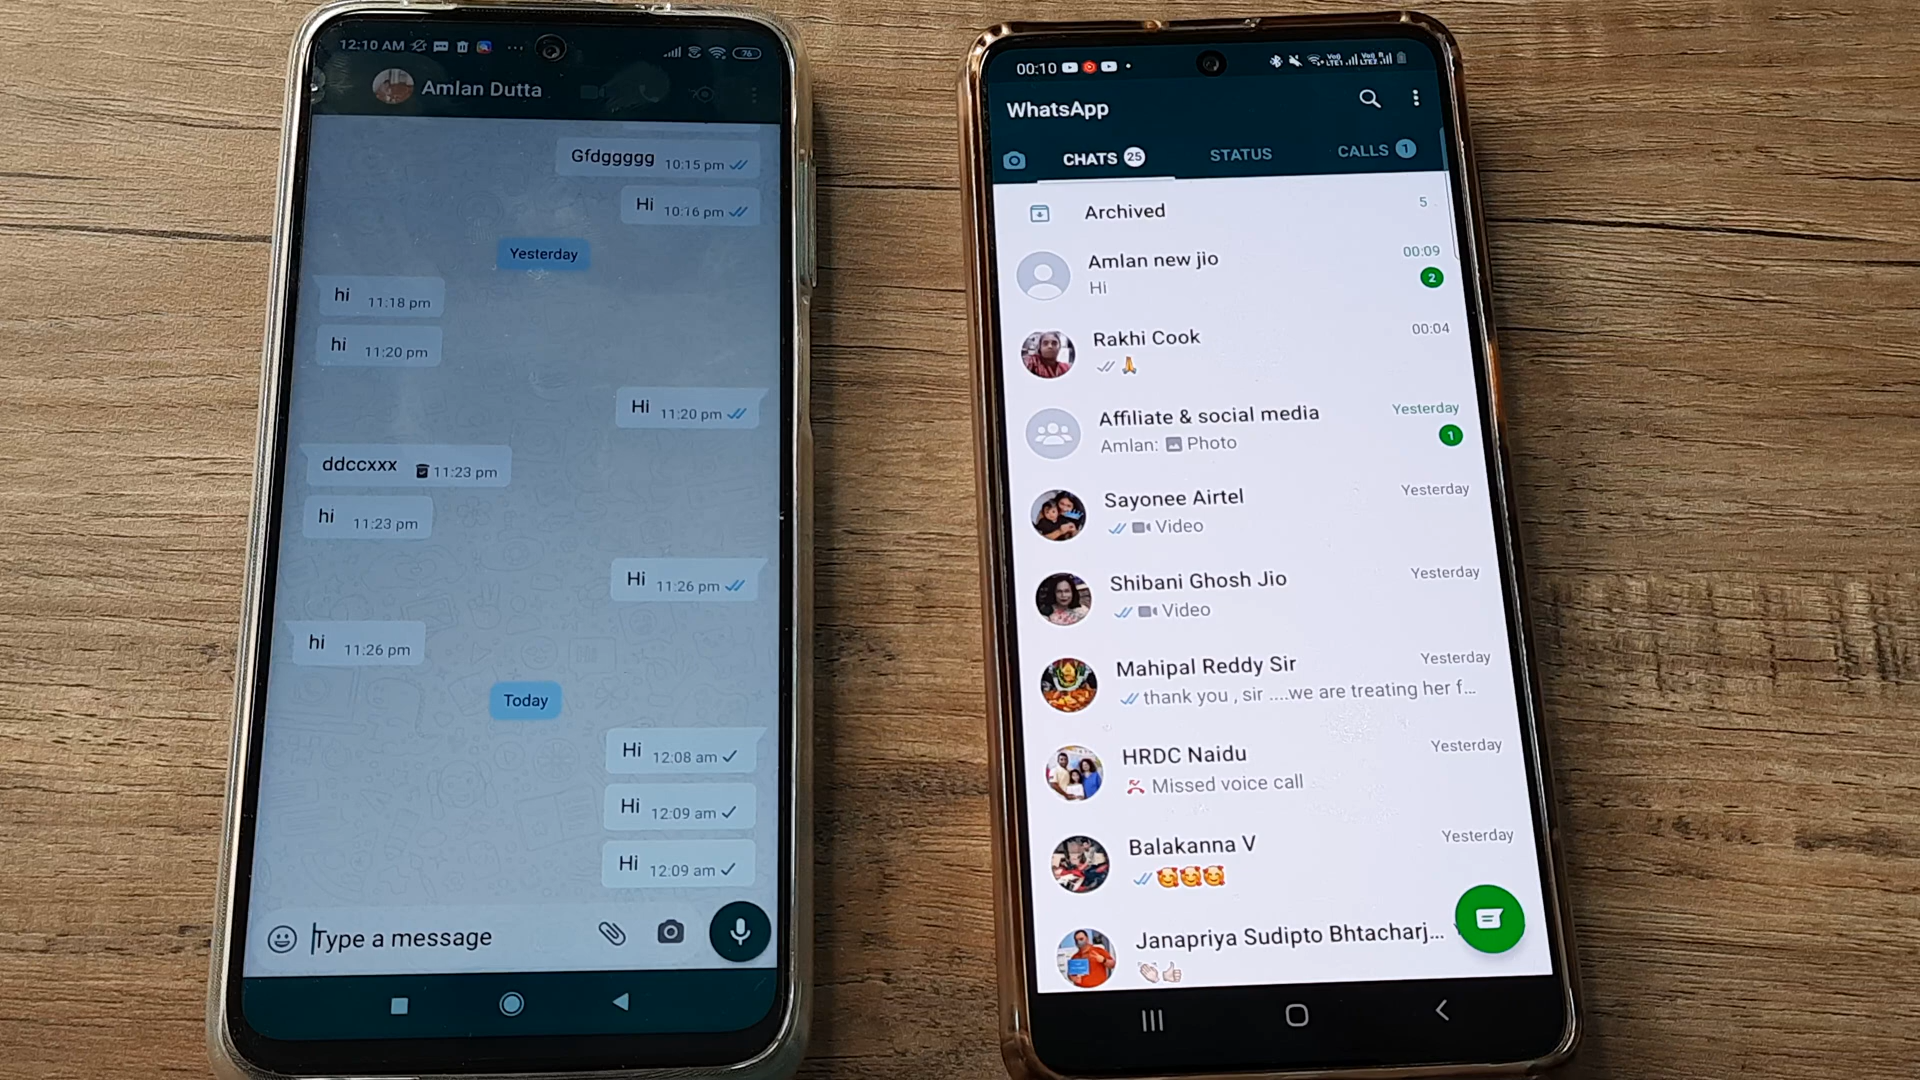 12:10 AM
76
Amlan Dutta
Gfdggggg 10:15 pm
Hi 10:16 pm
Yesterday
hi 11:18 pm
hi 11:20 pm
Hi 11:20 pm
ddccxxx 11:23 pm
hi 11:23 pm
Hi 11:26 pm
hi 11:26 pm
Today
Hi 12:08 am
Hi 12:09 am
Hi 12:09 am
Type a message
00:10
WhatsApp
CHATS 25 STATUS CALLS 1
Archived 5
Amlan new jio 00:09
Hi 2
Rakhi Cook 00:04
🙏
Affiliate & social media Yesterday
Amlan: Photo 1
Sayonee Airtel Yesterday
Video
Shibani Ghosh Jio Yesterday
Video
Mahipal Reddy Sir Yesterday
thank you , sir ....we are treating her f...
HRDC Naidu Yesterday
Missed voice call
Balakanna V Yesterday
🥰🥰🥰
Janapriya Sudipto Bhtacharj...
👏👍